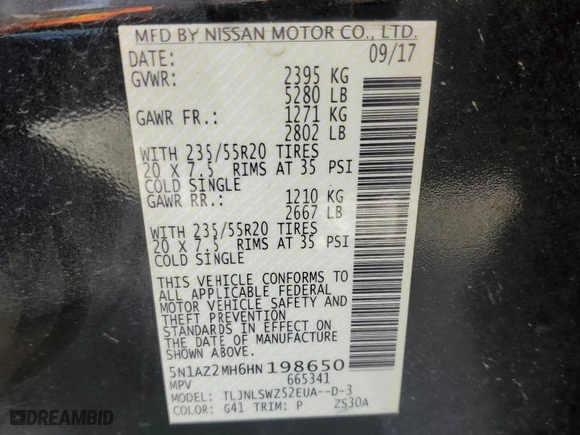 MFD BY NISSAN MOTOR CO., LTD.
DATE: 09/17
GVWR: 2395 KG
5280 LB
GAWR FR.: 1271 KG
2802 LB
WITH 235/55R20 TIRES
20 X 7.5 RIMS AT 35 PSI
COLD SINGLE
GAWR RR.: 1210 KG
2667 LB
WITH 235/55R20 TIRES
20 X 7.5 RIMS AT 35 PSI
COLD SINGLE
THIS VEHICLE CONFORMS TO
ALL APPLICABLE FEDERAL
MOTOR VEHICLE SAFETY AND
THEFT PREVENTION
STANDARDS IN EFFECT ON
THE DATE OF MANUFACTURE
SHOWN ABOVE.
5N1AZ2MH6HN198650
MPV 665341
MODEL: TLJNLSWZ52EUA--D-3
COLOR: G41 TRIM: P ZS30A
DREAMBID